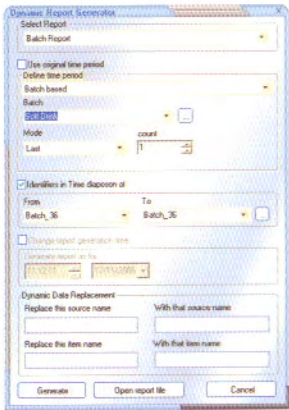 Dynamic Report Generator
Select Report
Batch Report
Use original time period
Define time period
Batch based
Batch
Soft Drink
...
Mode
count
Last
1
Identifiers in Time diapason of
From
To
Batch_36
Batch_36
...
Change report generation time
Generate report as for
Dynamic Data Replacement
Replace this source name
With that source name
Replace this item name
With that item name
Generate
Open report file
Cancel